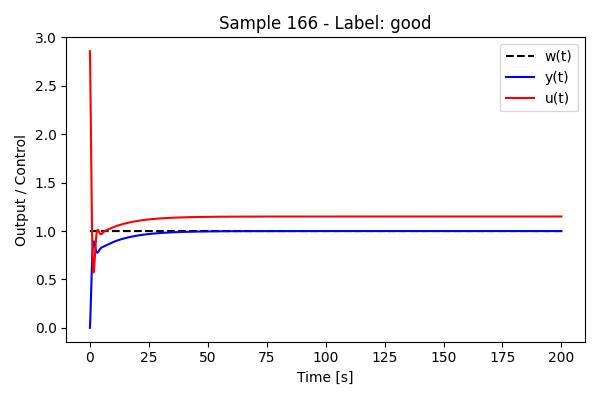 Sample 166 - Label: good
Output / Control
3.0
2.5
2.0
1.5
1.0
0.5
0.0
w(t)
y(t)
u(t)
0 25 50 75 100 125 150 175 200
Time [s]